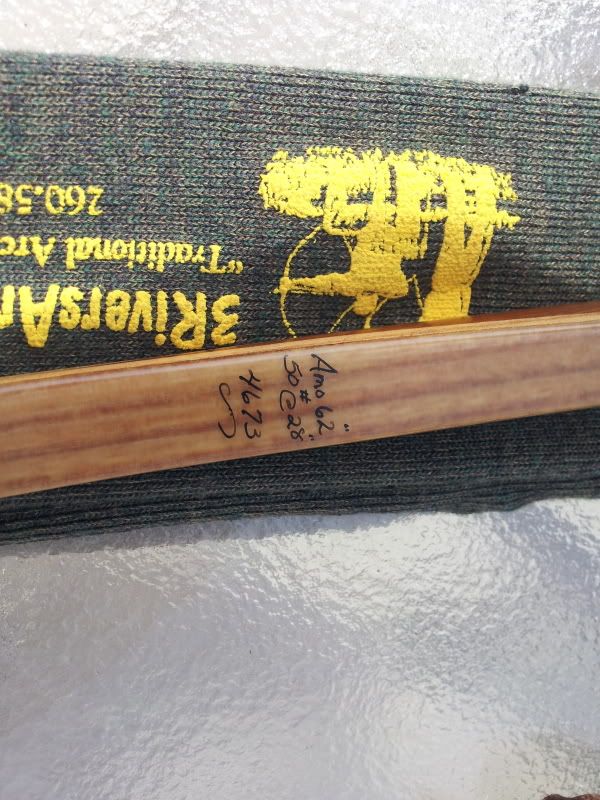 3RiversAr
"Traditional Arc
260.58
Amo 62"
50#@28"
4673